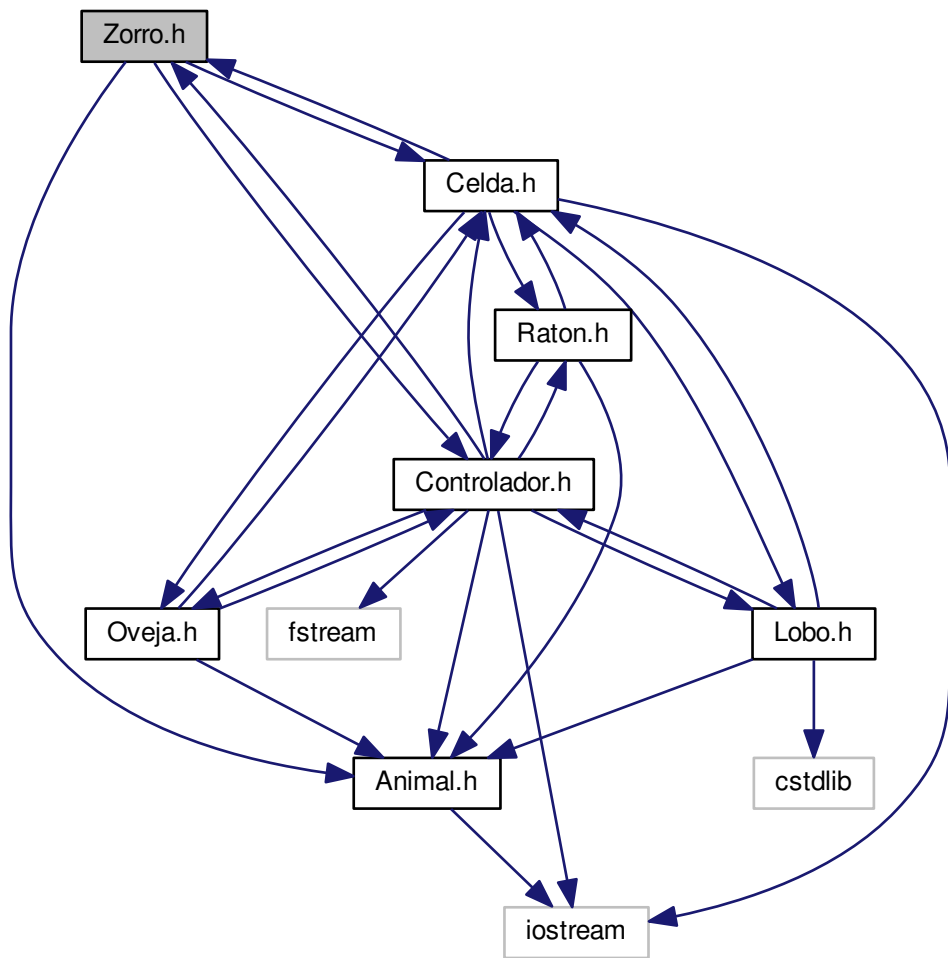 Zorro.h
Celda.h
Raton.h
Controlador.h
Oveja.h
fstream
Lobo.h
Animal.h
cstdlib
iostream